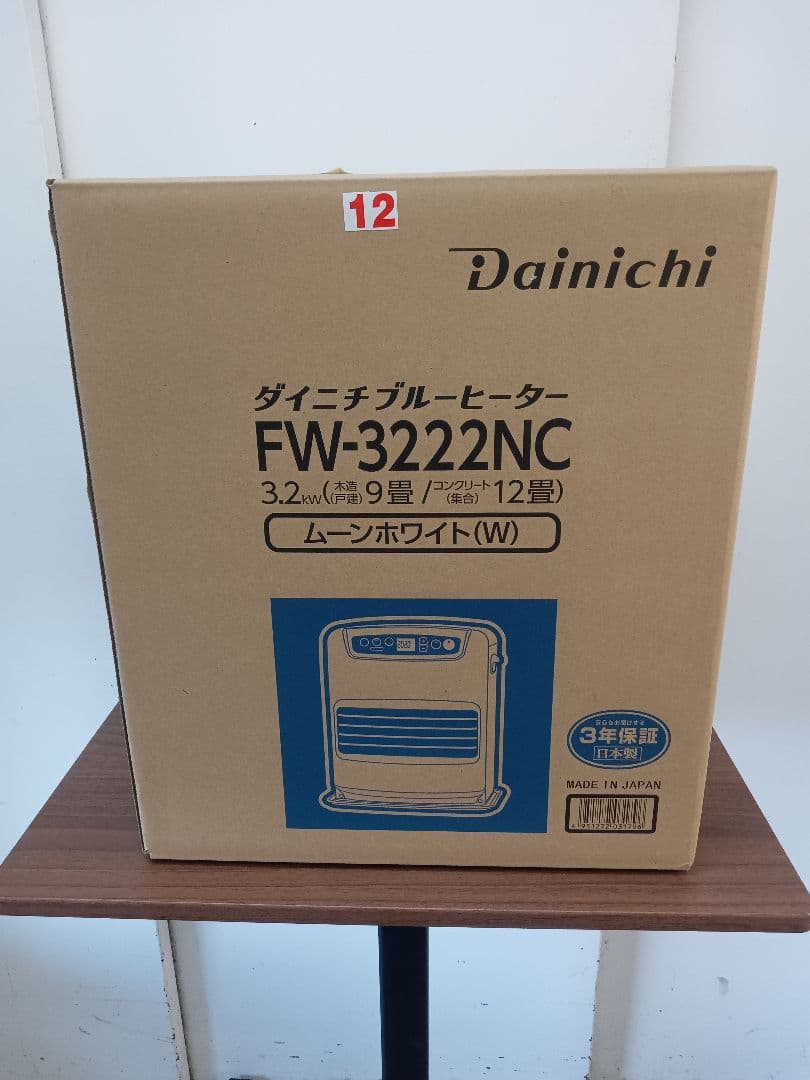 12
Dainichi
ダイニチブルーヒーター
FW-3222NC
3.2kW(木造(戸建)9畳/コンクリート(集合)12畳)
ムーンホワイト(W)
3年保証
日本製
MADE IN JAPAN